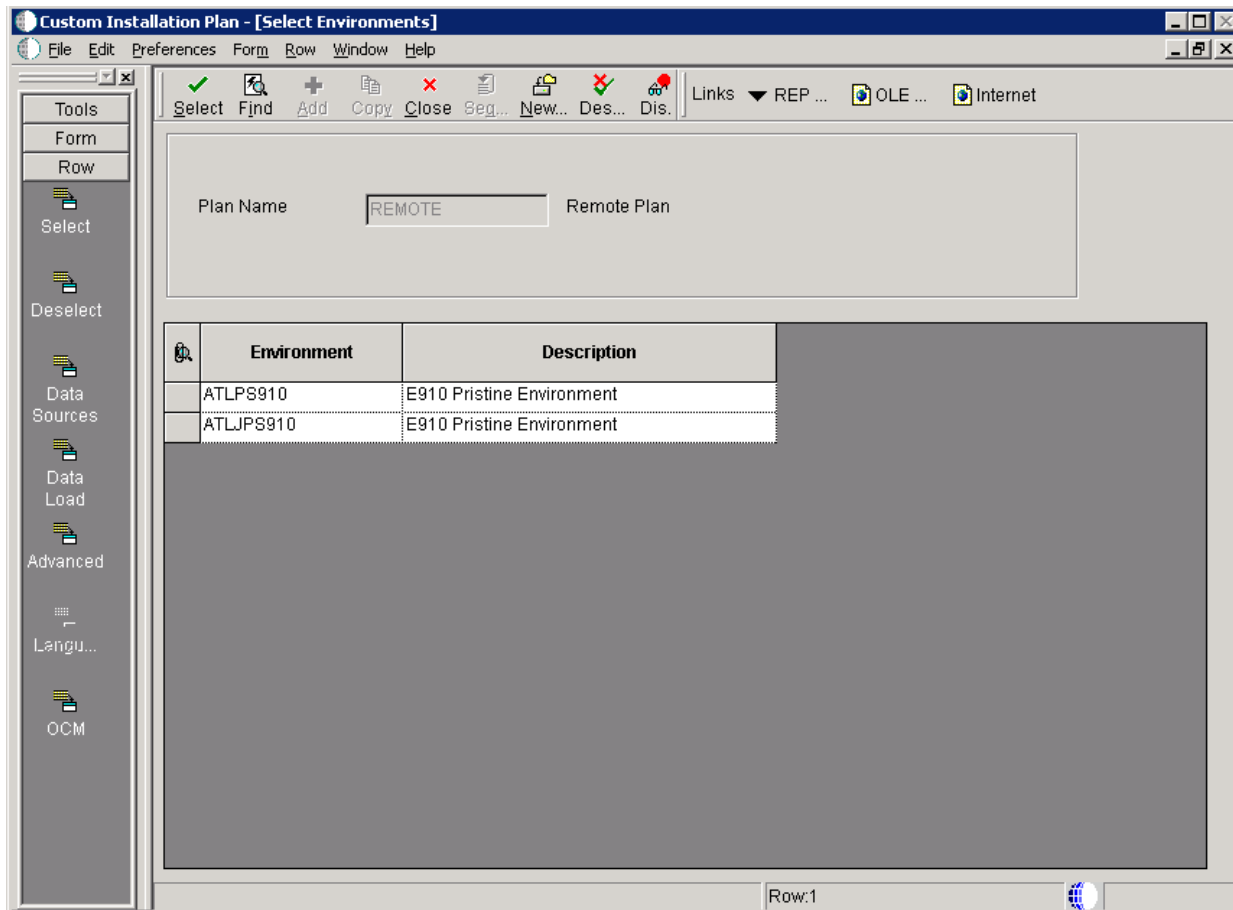 Custom Installation Plan - [Select Environments]
File Edit Preferences Form Row Window Help
Select Find Add Copy Close Seq... New... Des... Dis. Links REP ... OLE ... Internet
Tools
Form
Row
Select
Deselect
Data
Sources
Data
Load
Advanced
Langu...
OCM
Plan Name REMOTE Remote Plan
Environment Description
ATLPS910 E910 Pristine Environment
ATLJPS910 E910 Pristine Environment
Row:1